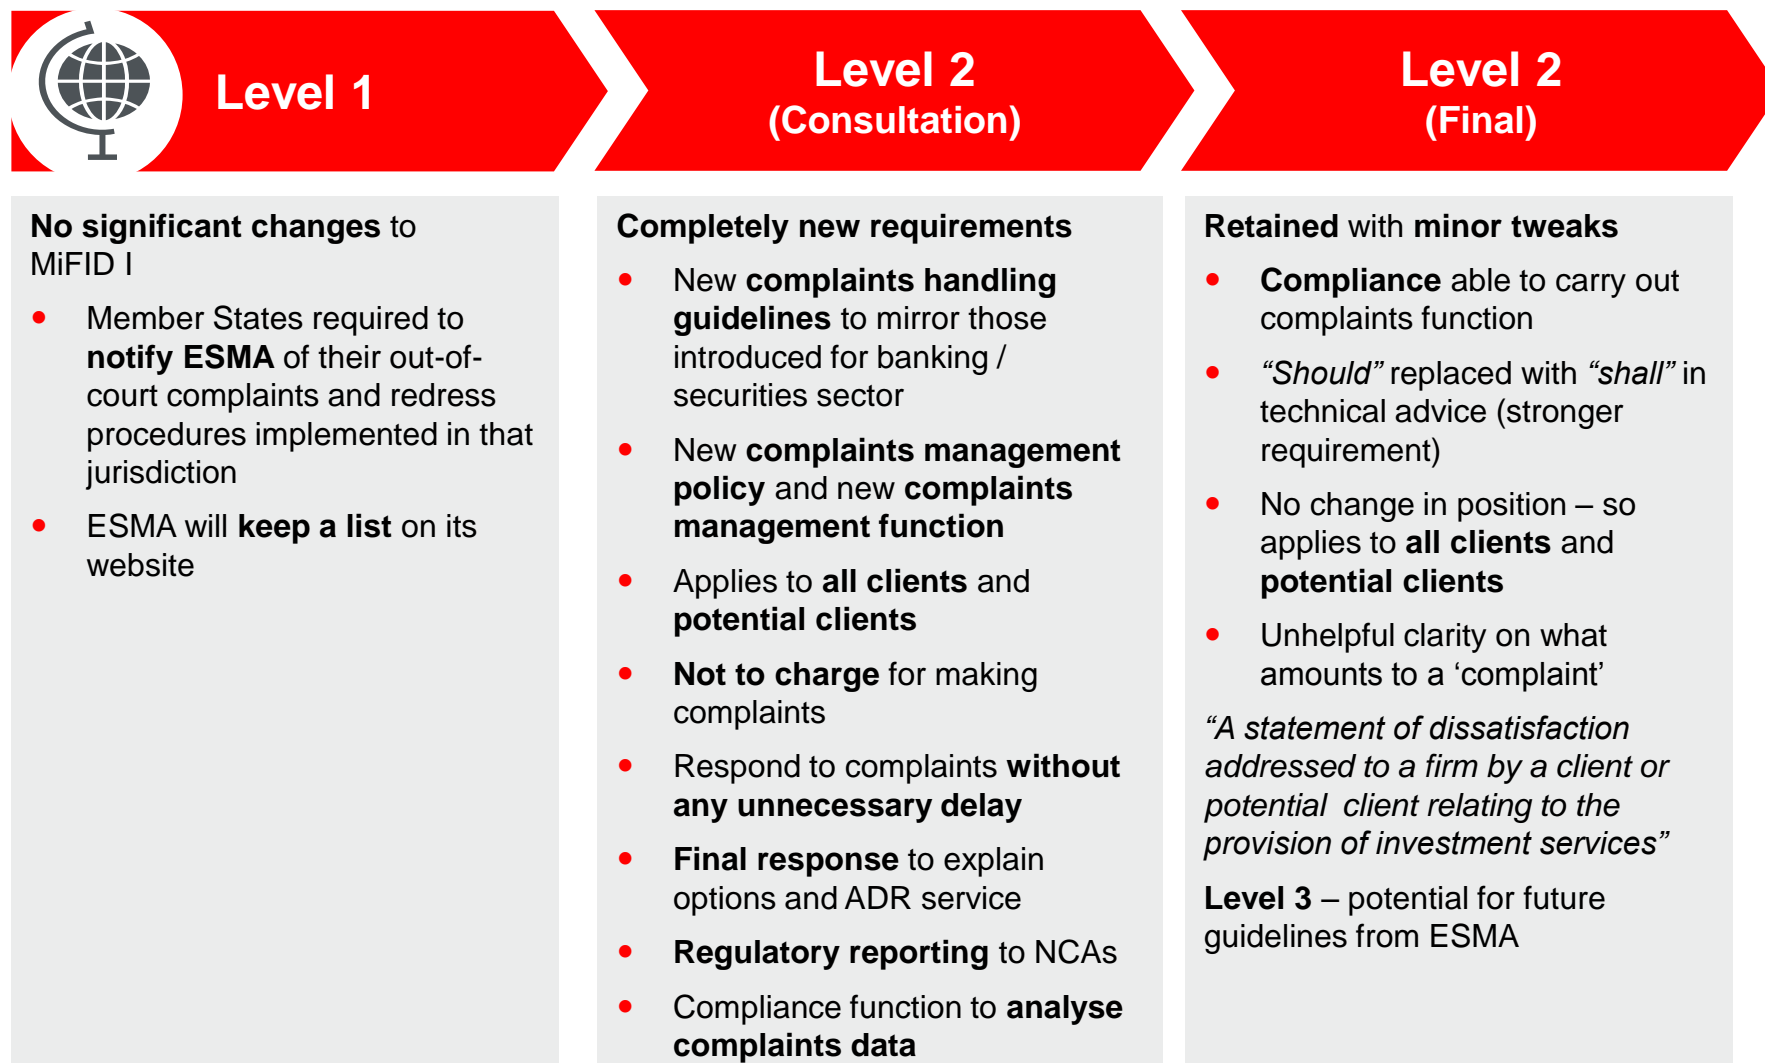 Level 1
Level 2
(Consultation)
Level 2
(Final)
No significant changes to
MiFID I
• Member States required to
notify ESMA of their out-of-
court complaints and redress
procedures implemented in that
jurisdiction
• ESMA will keep a list on its
website
Completely new requirements
• New complaints handling
guidelines to mirror those
introduced for banking /
securities sector
• New complaints management
policy and new complaints
management function
• Applies to all clients and
potential clients
• Not to charge for making
complaints
• Respond to complaints without
any unnecessary delay
• Final response to explain
options and ADR service
• Regulatory reporting to NCAs
• Compliance function to analyse
complaints data
Retained with minor tweaks
• Compliance able to carry out
complaints function
• “Should” replaced with “shall” in
technical advice (stronger
requirement)
• No change in position – so
applies to all clients and
potential clients
• Unhelpful clarity on what
amounts to a ‘complaint’
“A statement of dissatisfaction
addressed to a firm by a client or
potential client relating to the
provision of investment services”
Level 3 – potential for future
guidelines from ESMA